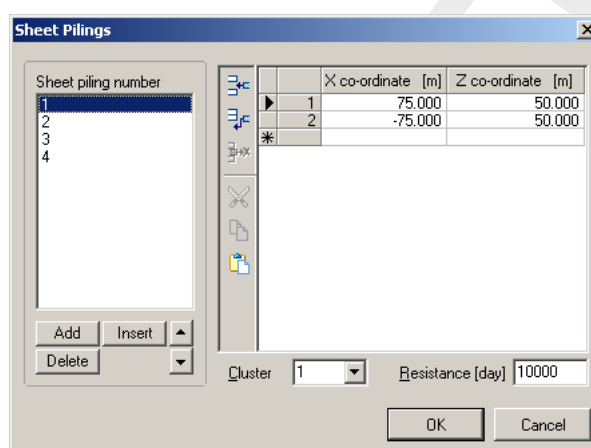 Sheet Pilings
Sheet piling number
1
2
3
4
Add Insert
Delete
X co-ordinate [m] Z co-ordinate [m]
1 75.000 50.000
2 -75.000 50.000
Cluster 1 Resistance [day] 10000
OK Cancel